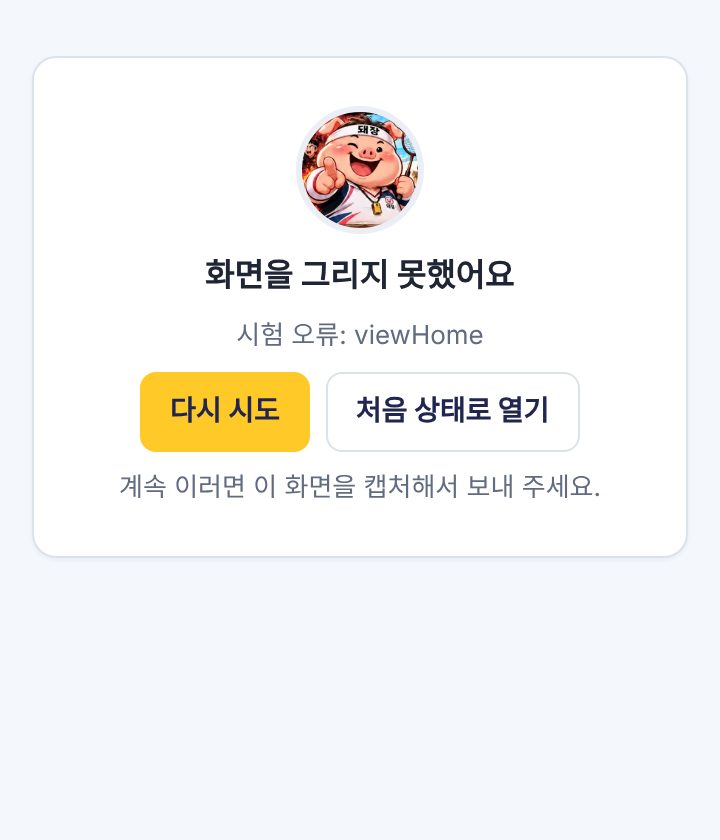 돼장
화면을 그리지 못했어요
시험 오류: viewHome
다시 시도
처음 상태로 열기
계속 이러면 이 화면을 캡처해서 보내 주세요.